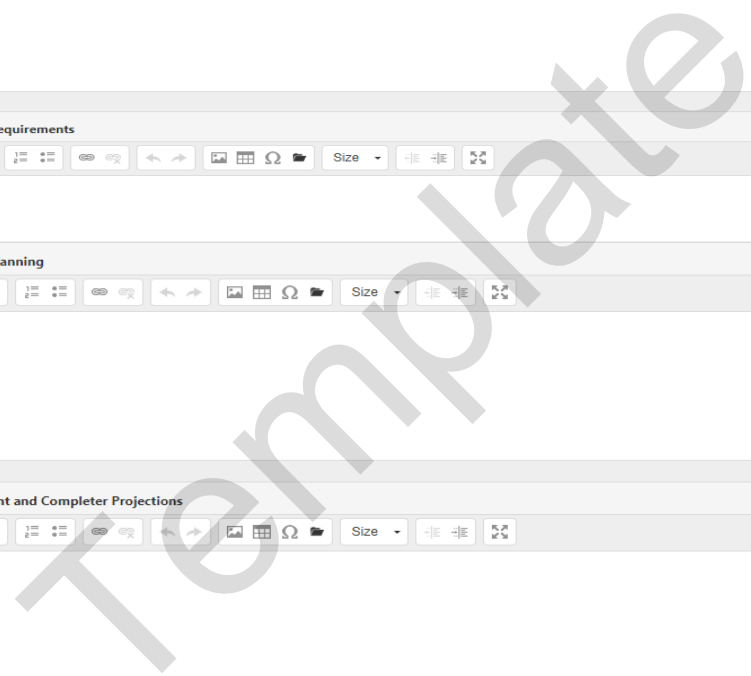 equirements
Size
anning
Size
nt and Completer Projections
Size
Template